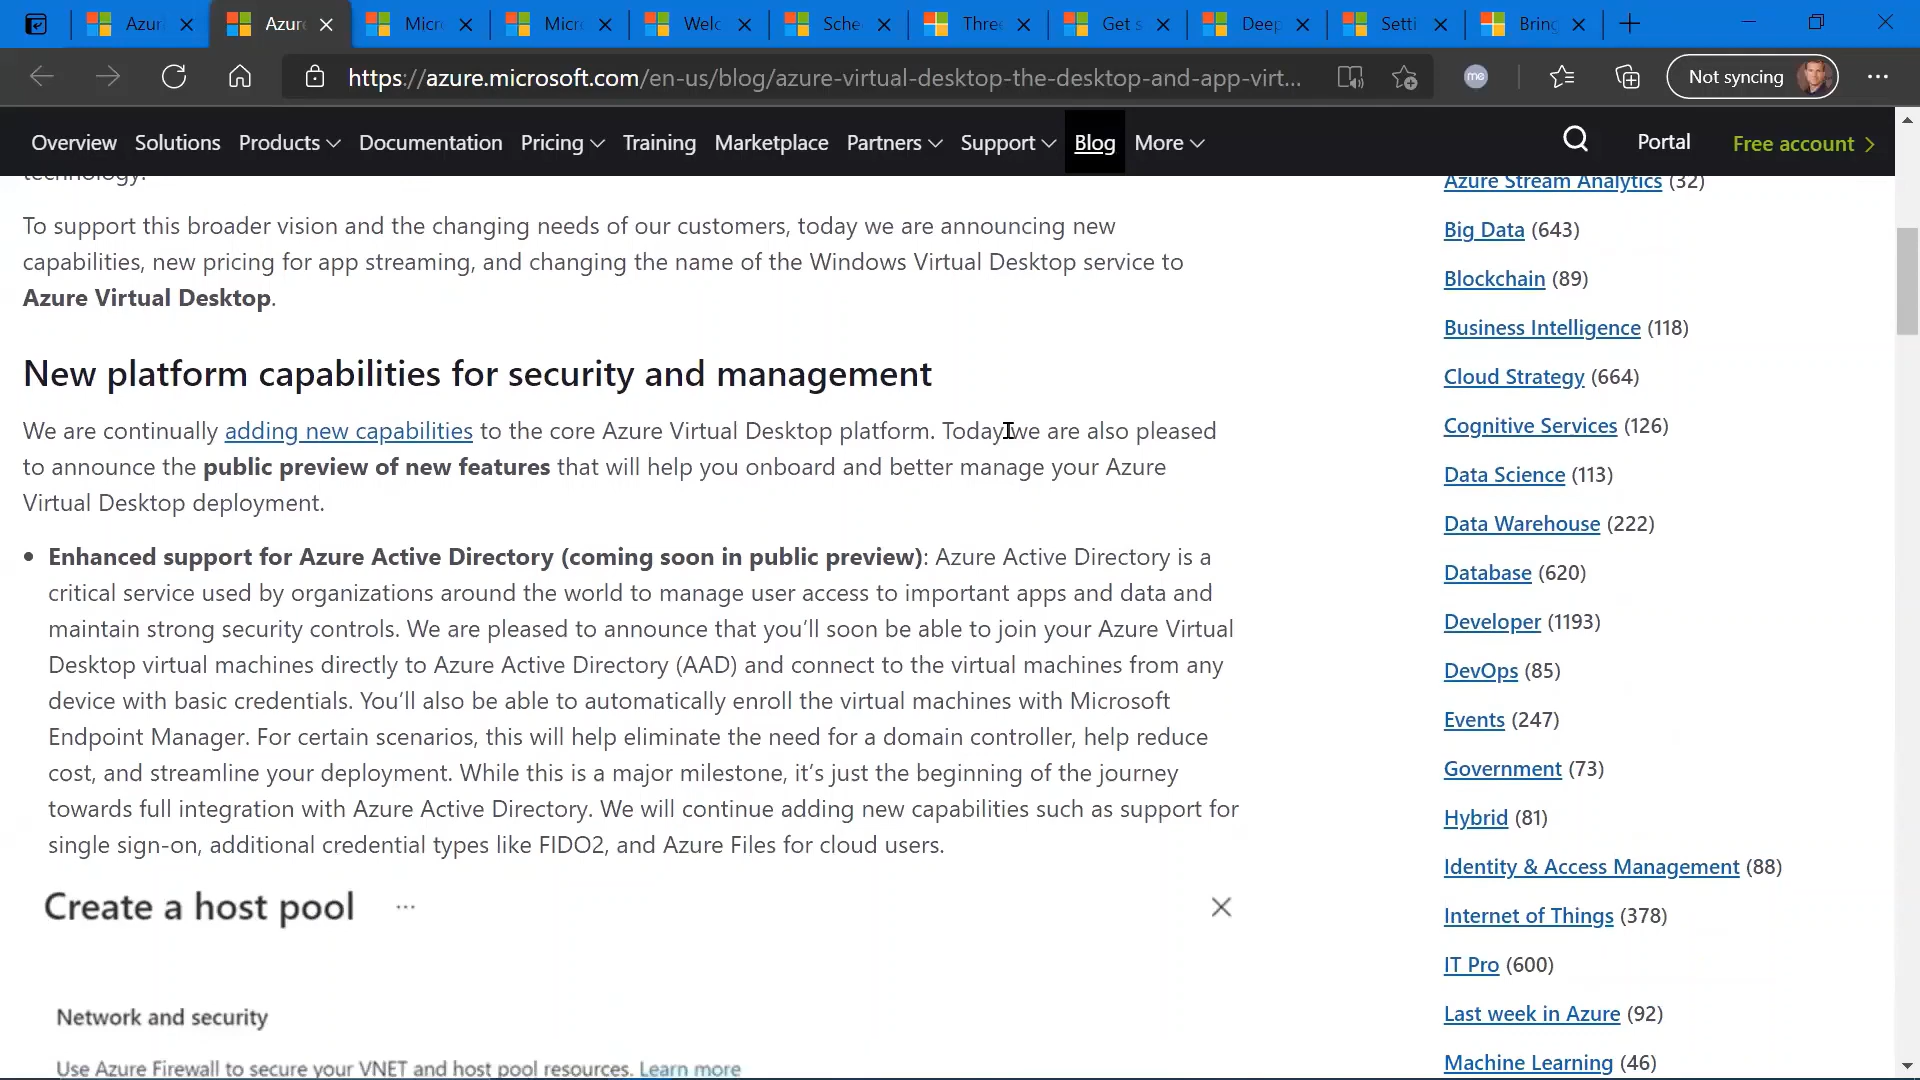 Azur
Azure
Micro
Micro
Welc
Sche
Three
Get s
Deep
Setti
Bring
https://azure.microsoft.com/en-us/blog/azure-virtual-desktop-the-desktop-and-app-virt...
me
Not syncing
Overview Solutions Products Documentation Pricing Training Marketplace Partners Support Blog More Portal Free account
technology.
To support this broader vision and the changing needs of our customers, today we are announcing new
capabilities, new pricing for app streaming, and changing the name of the Windows Virtual Desktop service to
Azure Virtual Desktop.
New platform capabilities for security and management
We are continually adding new capabilities to the core Azure Virtual Desktop platform. Today we are also pleased
to announce the public preview of new features that will help you onboard and better manage your Azure
Virtual Desktop deployment.
• Enhanced support for Azure Active Directory (coming soon in public preview): Azure Active Directory is a
critical service used by organizations around the world to manage user access to important apps and data and
maintain strong security controls. We are pleased to announce that you’ll soon be able to join your Azure Virtual
Desktop virtual machines directly to Azure Active Directory (AAD) and connect to the virtual machines from any
device with basic credentials. You’ll also be able to automatically enroll the virtual machines with Microsoft
Endpoint Manager. For certain scenarios, this will help eliminate the need for a domain controller, help reduce
cost, and streamline your deployment. While this is a major milestone, it’s just the beginning of the journey
towards full integration with Azure Active Directory. We will continue adding new capabilities such as support for
single sign-on, additional credential types like FIDO2, and Azure Files for cloud users.
Create a host pool ...
Network and security
Use Azure Firewall to secure your VNET and host pool resources. Learn more
Azure Stream Analytics (32)
Big Data (643)
Blockchain (89)
Business Intelligence (118)
Cloud Strategy (664)
Cognitive Services (126)
Data Science (113)
Data Warehouse (222)
Database (620)
Developer (1193)
DevOps (85)
Events (247)
Government (73)
Hybrid (81)
Identity & Access Management (88)
Internet of Things (378)
IT Pro (600)
Last week in Azure (92)
Machine Learning (46)